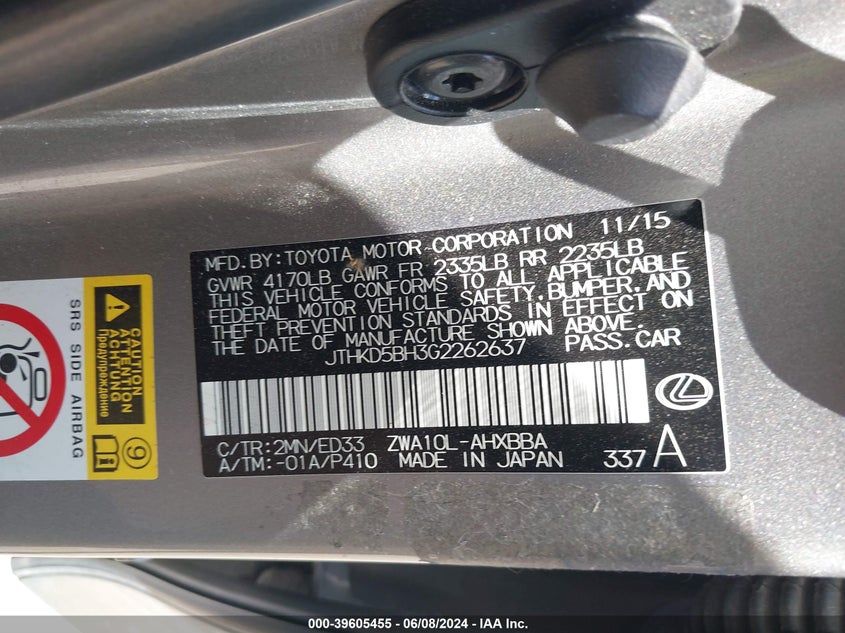 MFD. BY: TOYOTA MOTOR CORPORATION 11/15
GVWR 4170LB GAWR FR 2335LB RR 2235LB
THIS VEHICLE CONFORMS TO ALL APPLICABLE
FEDERAL MOTOR VEHICLE SAFETY, BUMPER, AND
THEFT PREVENTION STANDARDS IN EFFECT ON
THE DATE OF MANUFACTURE SHOWN ABOVE.
JTHKD5BH3G2262637 PASS.CAR
C/TR: 2MN/ED33 ZWA10L-AHXBBA
A/TM: -01A/P410 MADE IN JAPAN 337 A
SRS SIDE AIRBAG
CAUTION
ATTENTION
ACHTUNG
Предупреждение
9
000-39605455 - 06/08/2024 - IAA Inc.